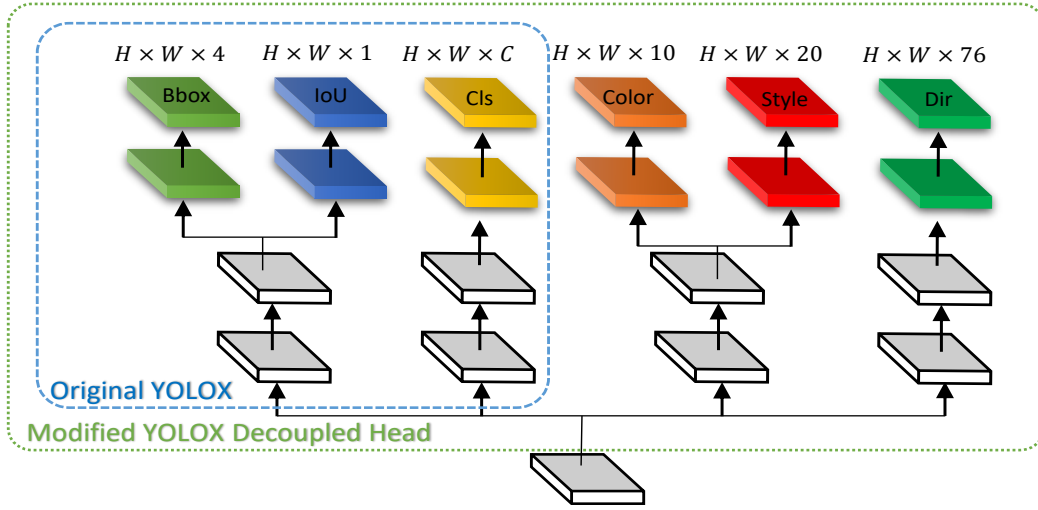 H × W × 4
H × W × 1
H × W × C
H × W × 10
H × W × 20
H × W × 76
Bbox
IoU
Cls
Color
Style
Dir
Original YOLOX
Modified YOLOX Decoupled Head